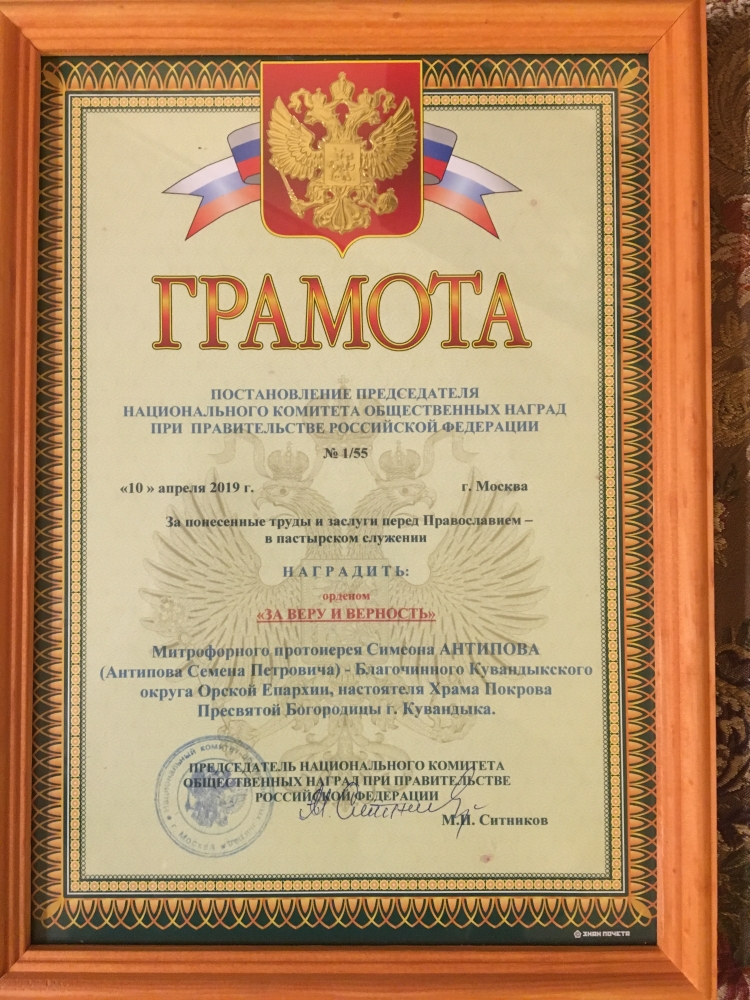 ГРАМОТА
ПОСТАНОВЛЕНИЕ ПРЕДСЕДАТЕЛЯ
НАЦИОНАЛЬНОГО КОМИТЕТА ОБЩЕСТВЕННЫХ НАГРАД
ПРИ ПРАВИТЕЛЬСТВЕ РОССИЙСКОЙ ФЕДЕРАЦИИ
№ 1/55
«10 » апреля 2019 г. г. Москва
За понесенные труды и заслуги перед Православием –
в пастырском служении
Н А Г Р А Д И Т Ь:
орденом
«ЗА ВЕРУ И ВЕРНОСТЬ»
Митрофорного протоиерея Симеона АНТИПОВА
(Антипова Семена Петровича) - Благочинного Кувандыкского
округа Орской Епархии, настоятеля Храма Покрова
Пресвятой Богородицы г. Кувандыка.
ПРЕДСЕДАТЕЛЬ НАЦИОНАЛЬНОГО КОМИТЕТА
ОБЩЕСТВЕННЫХ НАГРАД ПРИ ПРАВИТЕЛЬСТВЕ
РОССИЙСКОЙ ФЕДЕРАЦИИ
М.И. Ситников
ЗНАК ПОЧЕТА